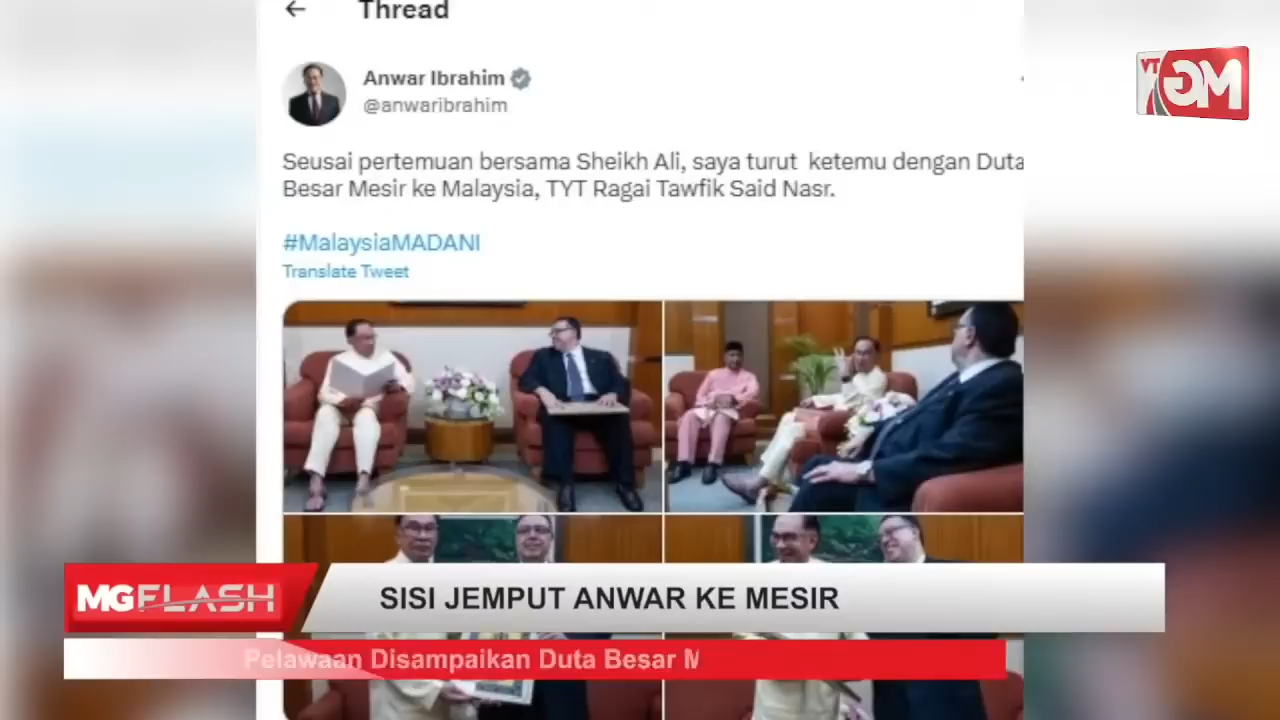 Thread
Anwar Ibrahim
@anwaribrahim
Seusai pertemuan bersama Sheikh Ali, saya turut ketemu dengan Duta
Besar Mesir ke Malaysia, TYT Ragai Tawfik Said Nasr.
#MalaysiaMADANI
Translate Tweet
MGFLASH
SISI JEMPUT ANWAR KE MESIR
Pelawaan Disampaikan Duta Besar M